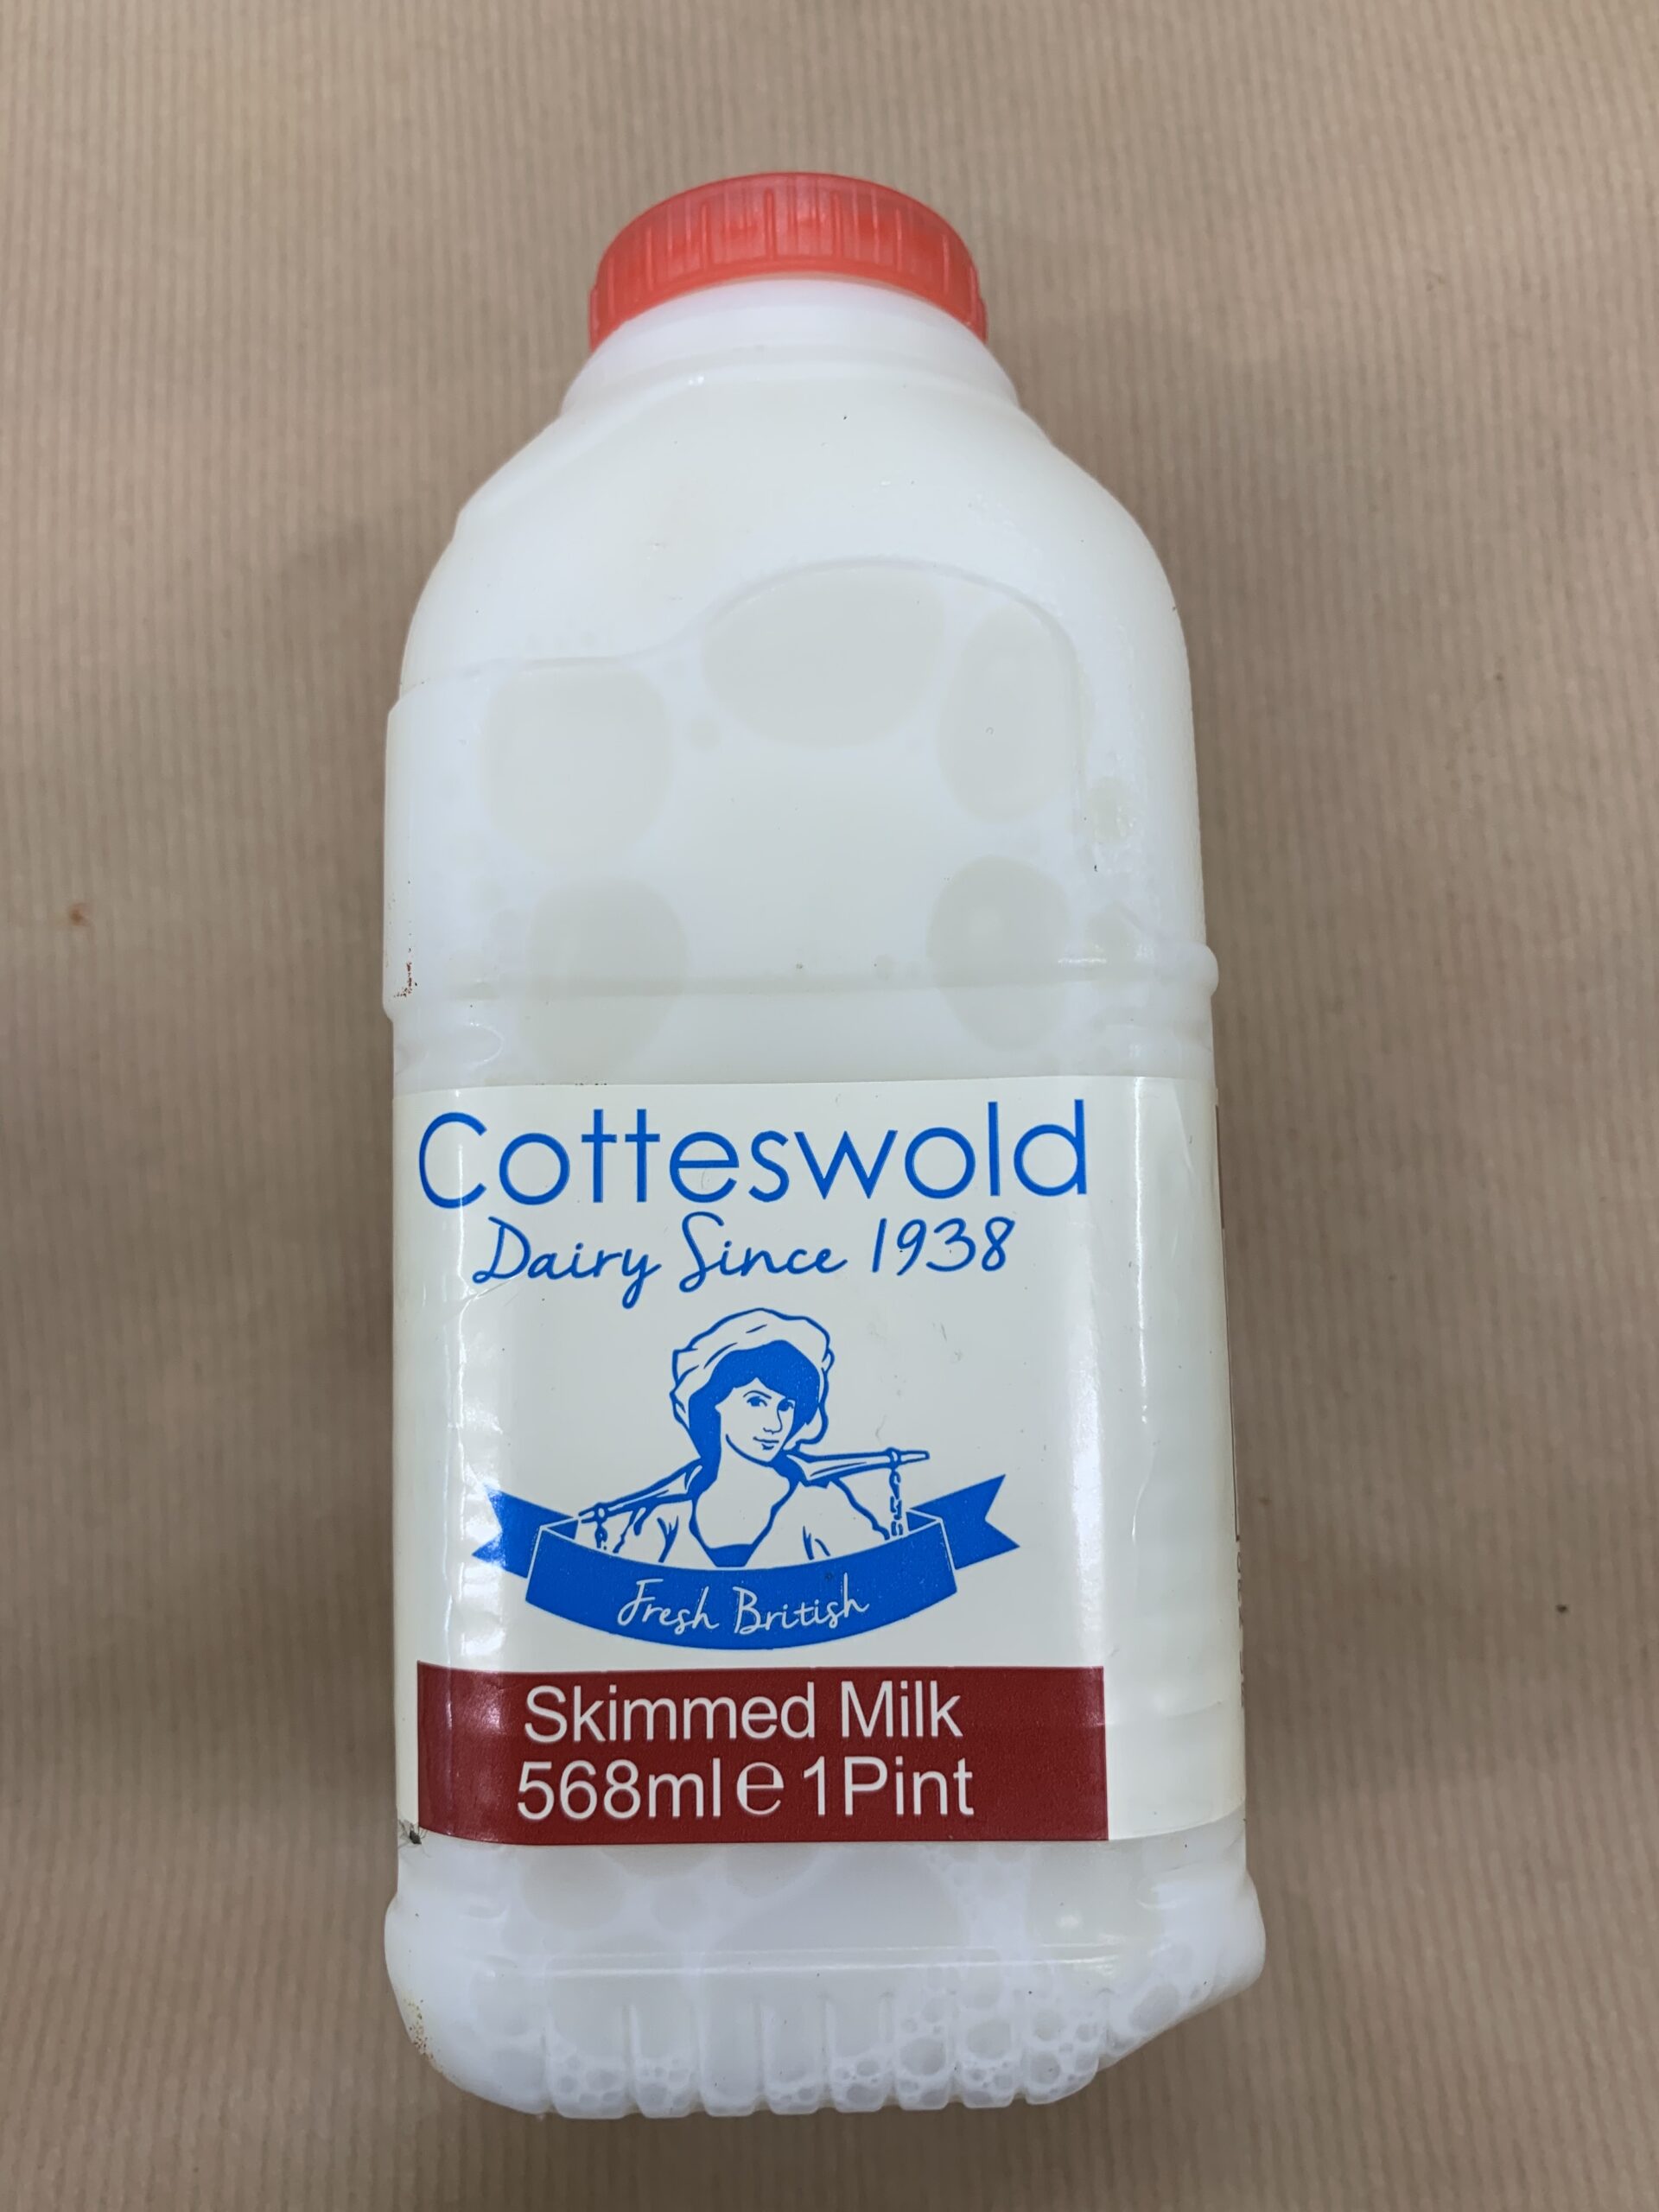 Cotteswold
Dairy Since 1938
Fresh British
Skimmed Milk
568ml℮ 1Pint